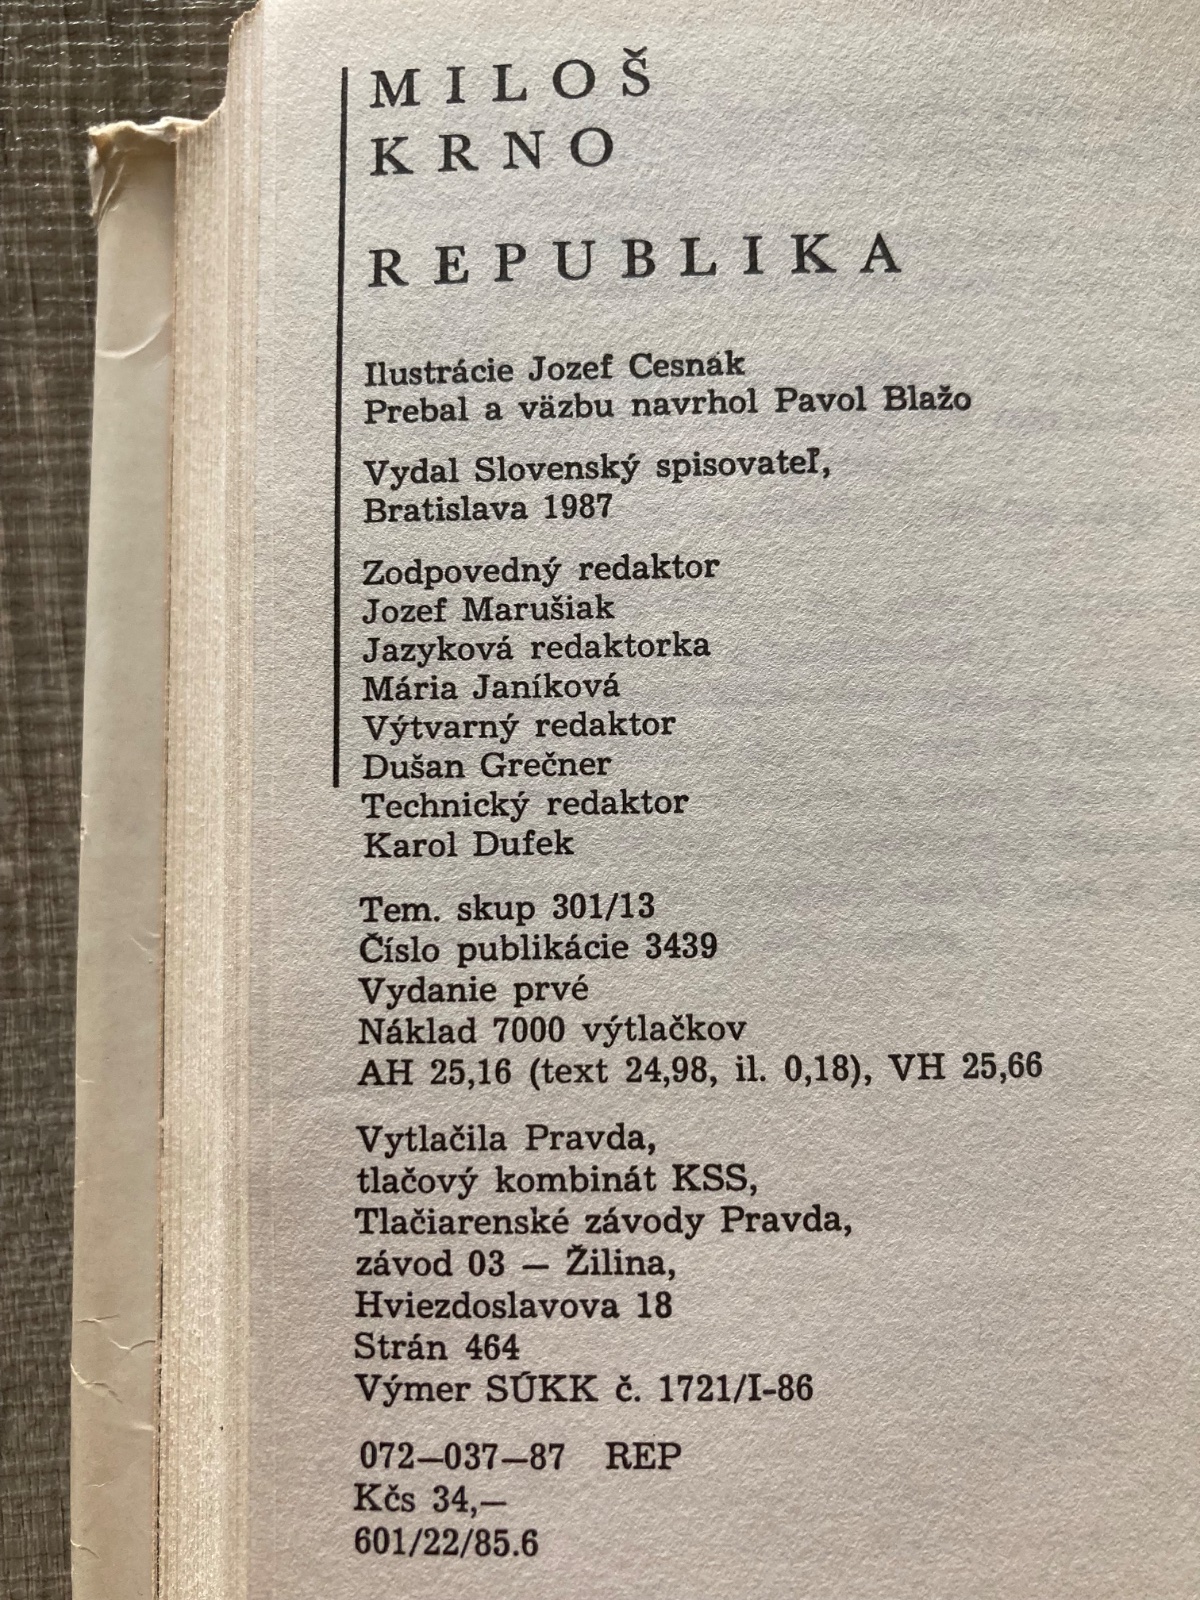 MILOŠ
KRNO
REPUBLIKA
Ilustrácie Jozef Cesnak
Prebal a väzbu navrhol Pavol Blažo
Vydal Slovenský spisovateľ,
Bratislava 1987
Zodpovedný redaktor
Jozef Marušiak
Jazyková redaktorka
Mária Janíková
Výtvarný redaktor
Dušan Grečner
Technický redaktor
Karol Dufek
Tem. skup 301/13
Číslo publikácie 3439
Vydanie prvé
Náklad 7000 výtlačkov
AH 25,16 (text 24,98, il. 0,18), VH 25,66
Vytlačila Pravda,
tlačový kombinát KSS,
Tlačiarenské závody Pravda,
závod 03 — Žilina,
Hviezdoslavova 18
Strán 464
Výmer SÚKK č. 1721/I-86
072—037—87 REP
Kčs 34,—
601/22/85.6